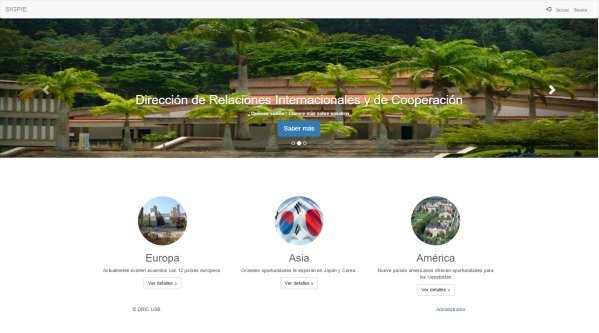 SIGPIE
Iniciar Sesión
Dirección de Relaciones Internacionales y de Cooperación
¿Quiénes somos? Conoce más sobre nosotros.
Saber más
Europa
Asia
América
Actualmente existen acuerdos con 12 países europeos
Grandes oportunidades te esperan en Japón y Corea
Nueve países americanos ofrecen oportunidades para
los Uesebistas
Ver detalles »
Ver detalles »
Ver detalles »
© DRIC USB
Administrador